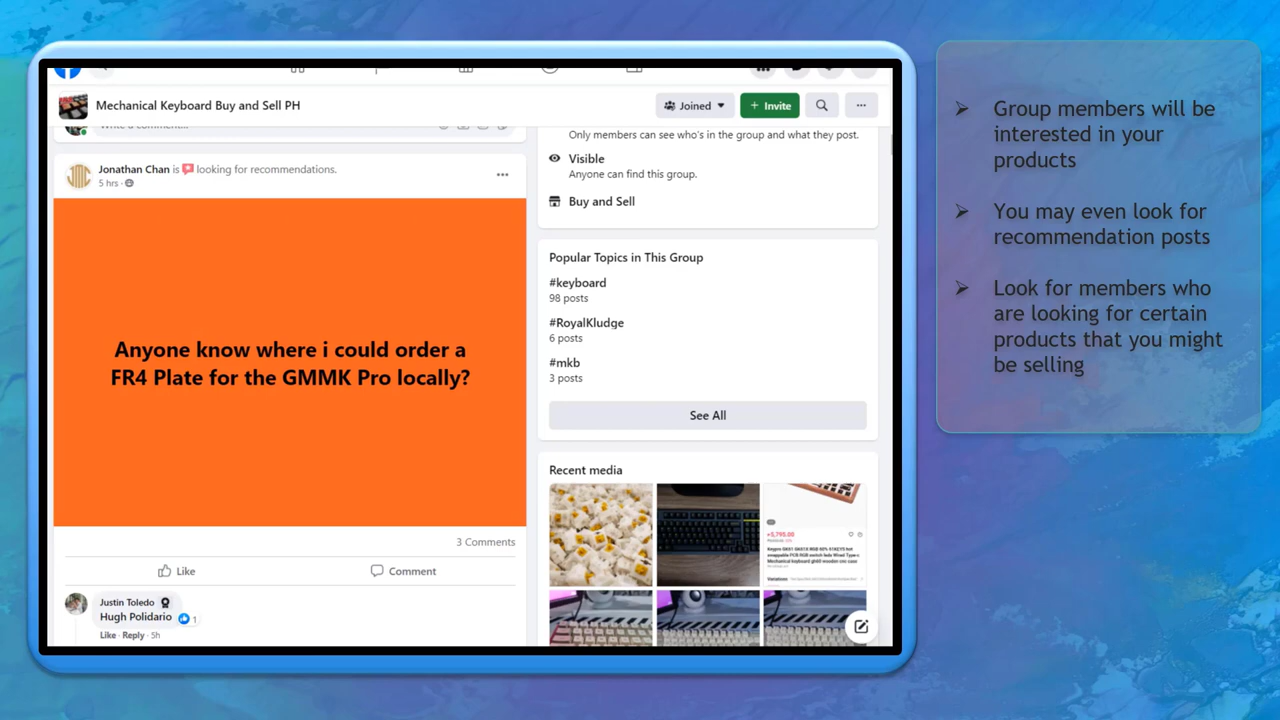 Mechanical Keyboard Buy and Sell PH
Joined
+ Invite
Jonathan Chan is looking for recommendations.
5 hrs ·
Anyone know where i could order a
FR4 Plate for the GMMK Pro locally?
3 Comments
Like
Comment
Justin Toledo
Hugh Polidario
1
Like · Reply · 5h
Only members can see who's in the group and what they post.
Visible
Anyone can find this group.
Buy and Sell
Popular Topics in This Group
#keyboard
98 posts
#RoyalKludge
6 posts
#mkb
3 posts
See All
Recent media
₱5,795.00
Group members will be
interested in your
products
You may even look for
recommendation posts
Look for members who
are looking for certain
products that you might
be selling